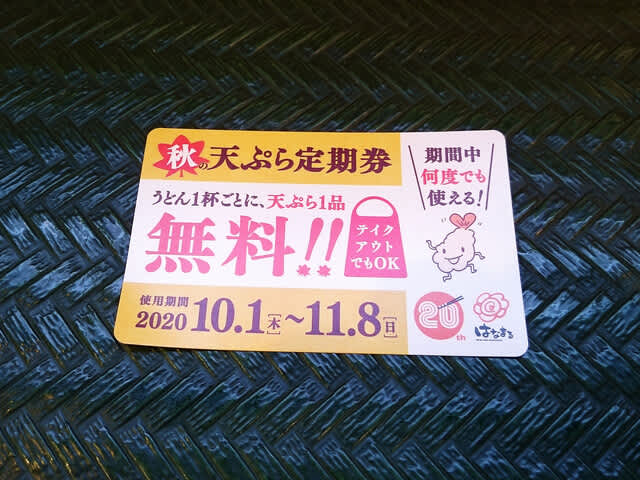 秋の天ぷら定期券
うどん1杯ごとに、天ぷら1品
無料!!
テイク
アウト
でもOK
使用期間
2020 10.1[木]~11.8[日]
期間中
何度でも
使える!
20
th
はなまる